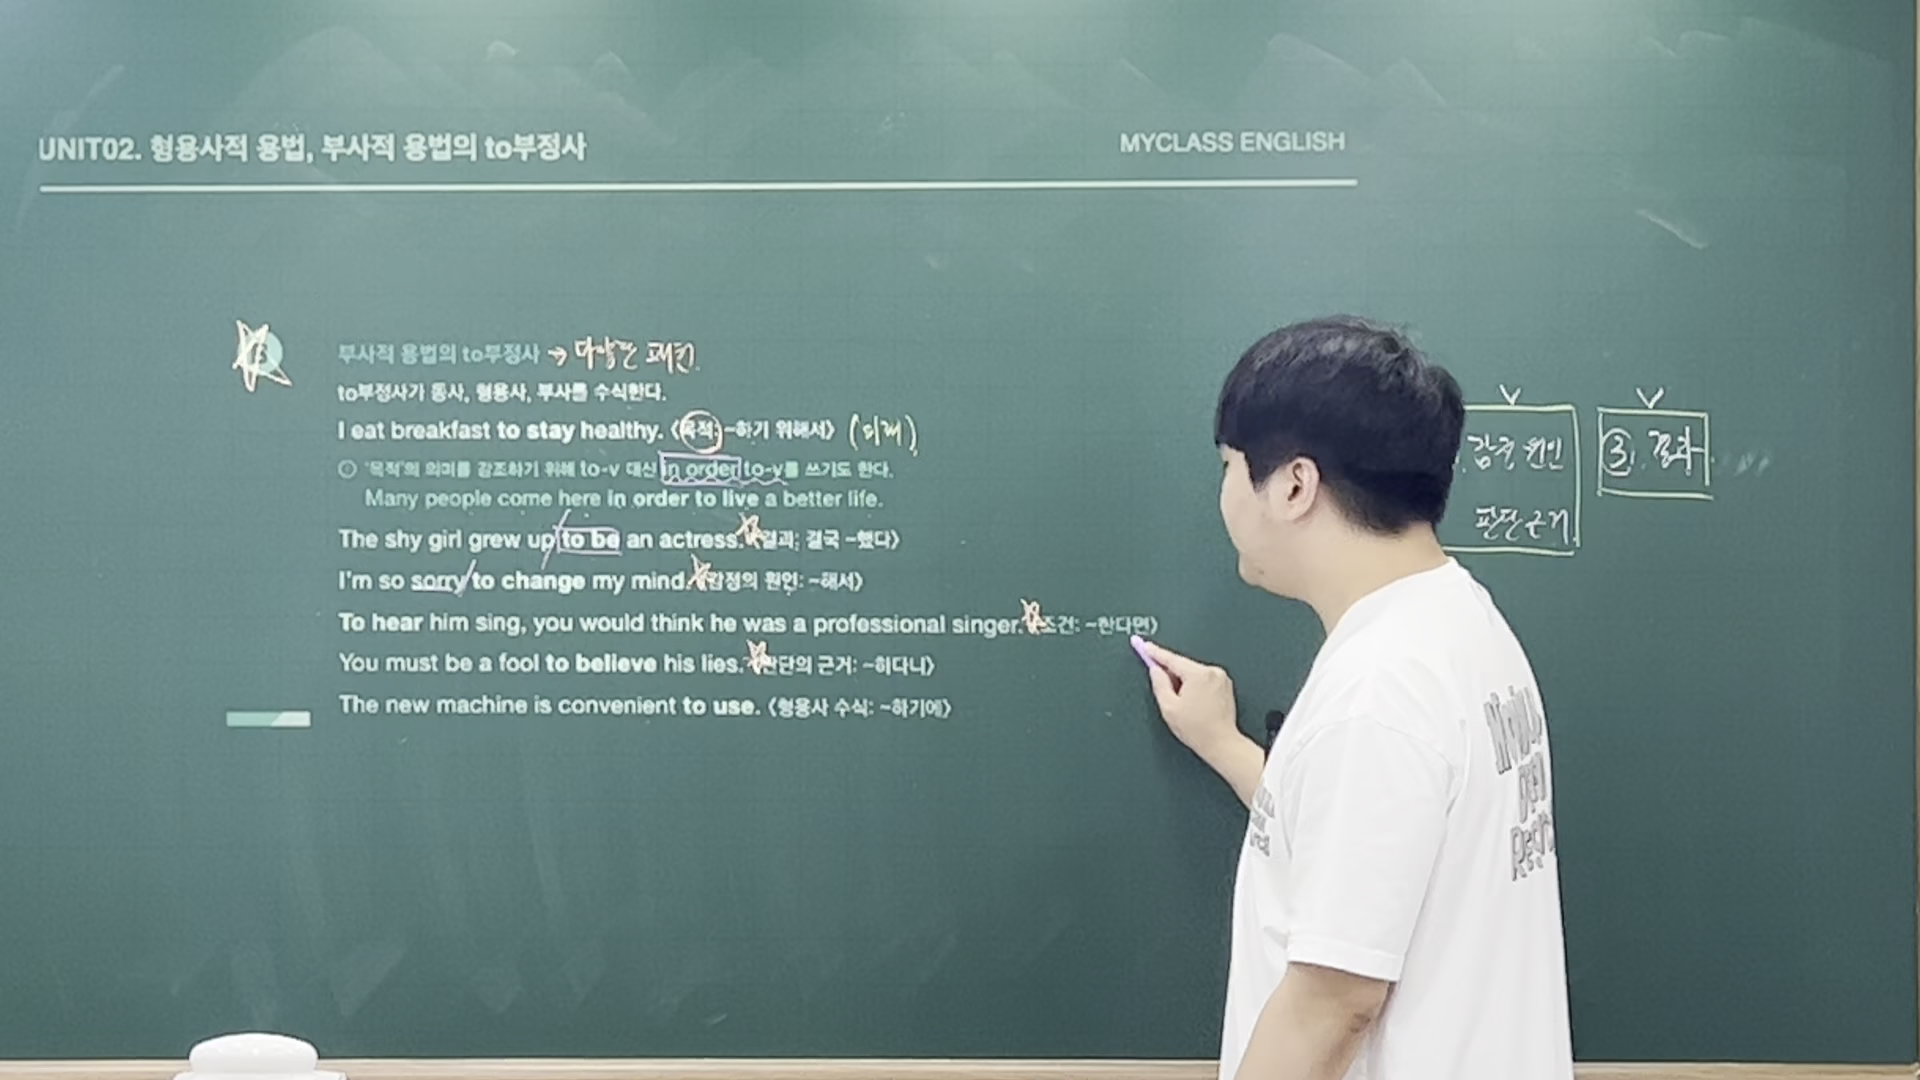 UNIT02. 형용사적 용법, 부사적 용법의 to부정사
MYCLASS ENGLISH
부사적 용법의 to부정사 →
to부정사가 동사, 형용사, 부사를 수식한다.
I eat breakfast to stay healthy. 〈목적: ~하기 위해서〉 (미래)
'목적'의 의미를 강조하기 위해 to-v 대신 in order to-v를 쓰기도 한다.
Many people come here in order to live a better life.
The shy girl grew up to be an actress. 〈결과: 결국 ~했다〉
I'm so sorry to change my mind. 〈감정의 원인: ~해서〉
To hear him sing, you would think he was a professional singer. 〈조건: ~한다면〉
You must be a fool to believe his lies. 〈판단의 근거: ~하다니〉
The new machine is convenient to use. 〈형용사 수식: ~하기에〉
감정 원인
판단 근거
③. 결과